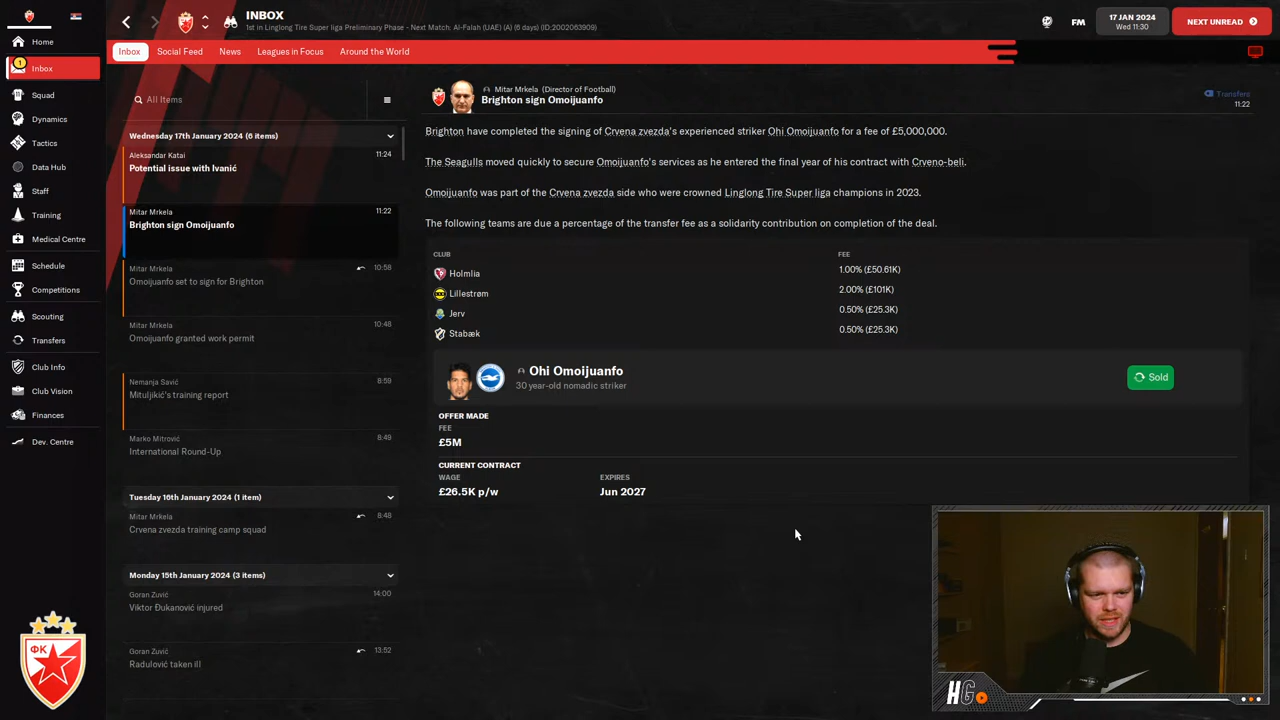 INBOX
1st in Linglong Tire Super liga Preliminary Phase - Next Match: Al-Falah (UAE) (A) (6 days) (ID:2002063909)
FM
17 JAN 2024
Wed 11:30
NEXT UNREAD
Home
1
Inbox
Squad
Dynamics
Tactics
Data Hub
Staff
Training
Medical Centre
Schedule
Competitions
Scouting
Transfers
Club Info
Club Vision
Finances
Dev. Centre
ФК
Inbox
Social Feed
News
Leagues in Focus
Around the World
All Items
Wednesday 17th January 2024 (6 items)
Aleksandar Katai 11:24
Potential issue with Ivanić
Mitar Mrkela 11:22
Brighton sign Omoijuanfo
Mitar Mrkela 10:58
Omoijuanfo set to sign for Brighton
Mitar Mrkela 10:48
Omoijuanfo granted work permit
Nemanja Savić 8:59
Mituljikić's training report
Marko Mitrović 8:49
International Round-Up
Tuesday 16th January 2024 (1 item)
Mitar Mrkela 8:48
Crvena zvezda training camp squad
Monday 15th January 2024 (3 items)
Goran Zuvić 14:00
Viktor Đukanović injured
Goran Zuvić 13:52
Radulović taken ill
Mitar Mrkela (Director of Football)
Brighton sign Omoijuanfo
Transfers
11:22
Brighton have completed the signing of Crvena zvezda's experienced striker Ohi Omoijuanfo for a fee of £5,000,000.
The Seagulls moved quickly to secure Omoijuanfo's services as he entered the final year of his contract with Crveno-beli.
Omoijuanfo was part of the Crvena zvezda side who were crowned Linglong Tire Super liga champions in 2023.
The following teams are due a percentage of the transfer fee as a solidarity contribution on completion of the deal.
CLUB FEE
Holmlia 1.00% (£50.61K)
Lillestrøm 2.00% (£101K)
Jerv 0.50% (£25.3K)
Stabæk 0.50% (£25.3K)
Ohi Omoijuanfo
30 year-old nomadic striker
Sold
OFFER MADE
FEE
£5M
CURRENT CONTRACT
WAGE EXPIRES
£26.5K p/w Jun 2027
HG